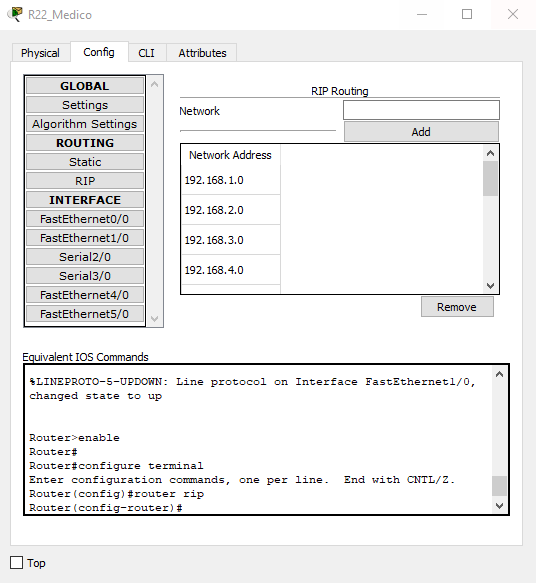 R22_Medico
Physical Config CLI Attributes
GLOBAL
Settings
Algorithm Settings
ROUTING
Static
RIP
INTERFACE
FastEthernet0/0
FastEthernet1/0
Serial2/0
Serial3/0
FastEthernet4/0
FastEthernet5/0
RIP Routing
Network
Add
Network Address
192.168.1.0
192.168.2.0
192.168.3.0
192.168.4.0
Remove
Equivalent IOS Commands
%LINEPROTO-5-UPDOWN: Line protocol on Interface FastEthernet1/0,
changed state to up
Router>enable
Router#
Router#configure terminal
Enter configuration commands, one per line.  End with CNTL/Z.
Router(config)#router rip
Router(config-router)#
Top